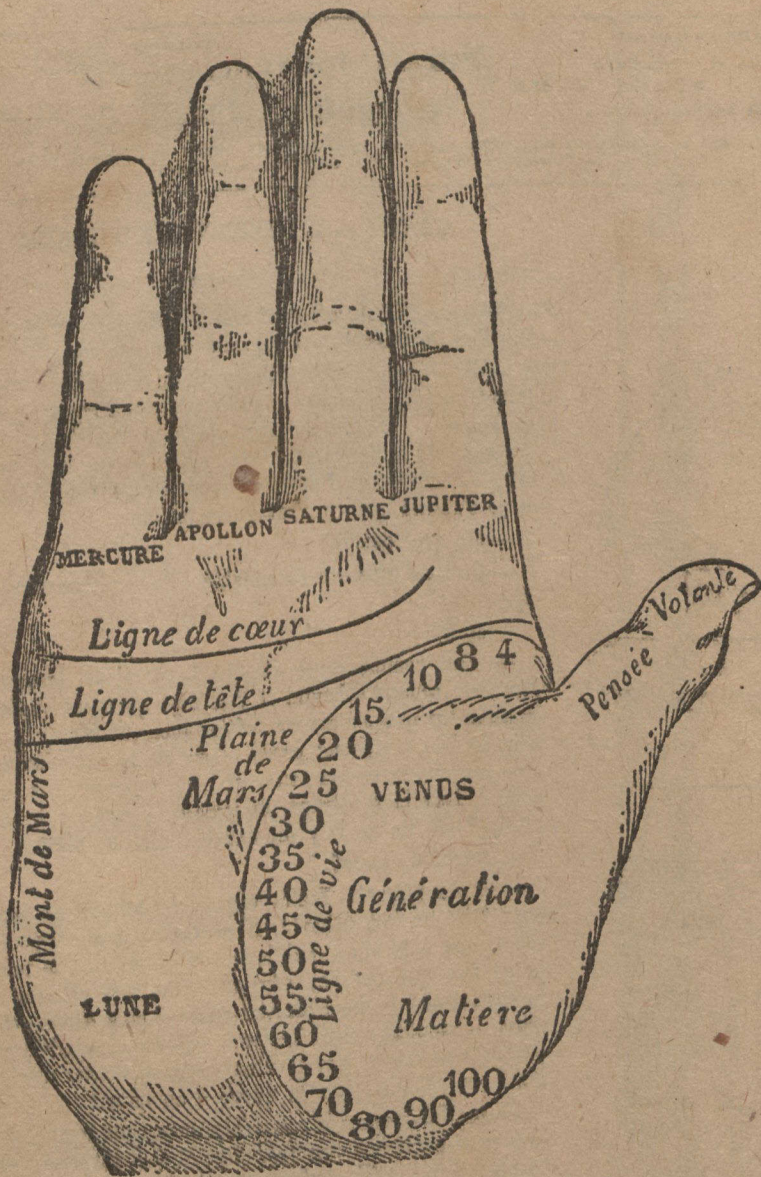 MERCURE
APOLLON
SATURNE
JUPITER
Ligne de cœur
Ligne de tête
Plaine
de
Mars
Mont de Mars
LUNE
4
8
10
15
20
25
30
35
40
45
50
55
60
65
70
80
90
100
Ligne de vie
VENUS
Génération
Matiere
Pensée
Volonte